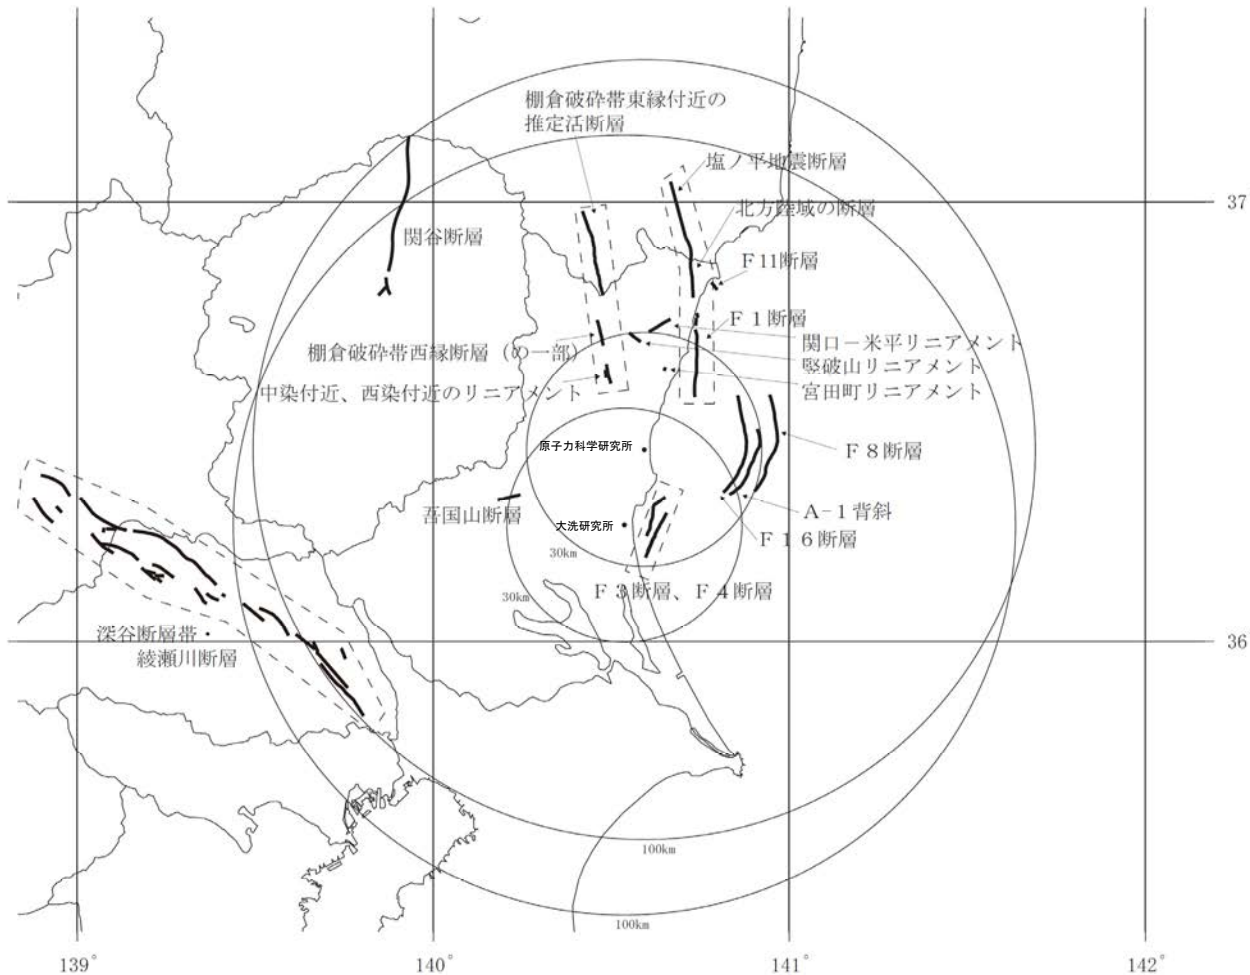 棚倉破砕帯東縁付近の
推定活断層
塩ノ平地震断層
37
北方陸域の断層
関谷断層
F11断層
F1断層
関口－米平リニアメント
棚倉破砕帯西縁断層（の一部）
竪破山リニアメント
中染付近、西染付近のリニアメント
宮田町リニアメント
原子力科学研究所
F8断層
吾国山断層
A-1背斜
大洗研究所
F16断層
30km
F3断層、F4断層
30km
深谷断層帯・
綾瀬川断層
36
100km
100km
139°
140°
141°
142°